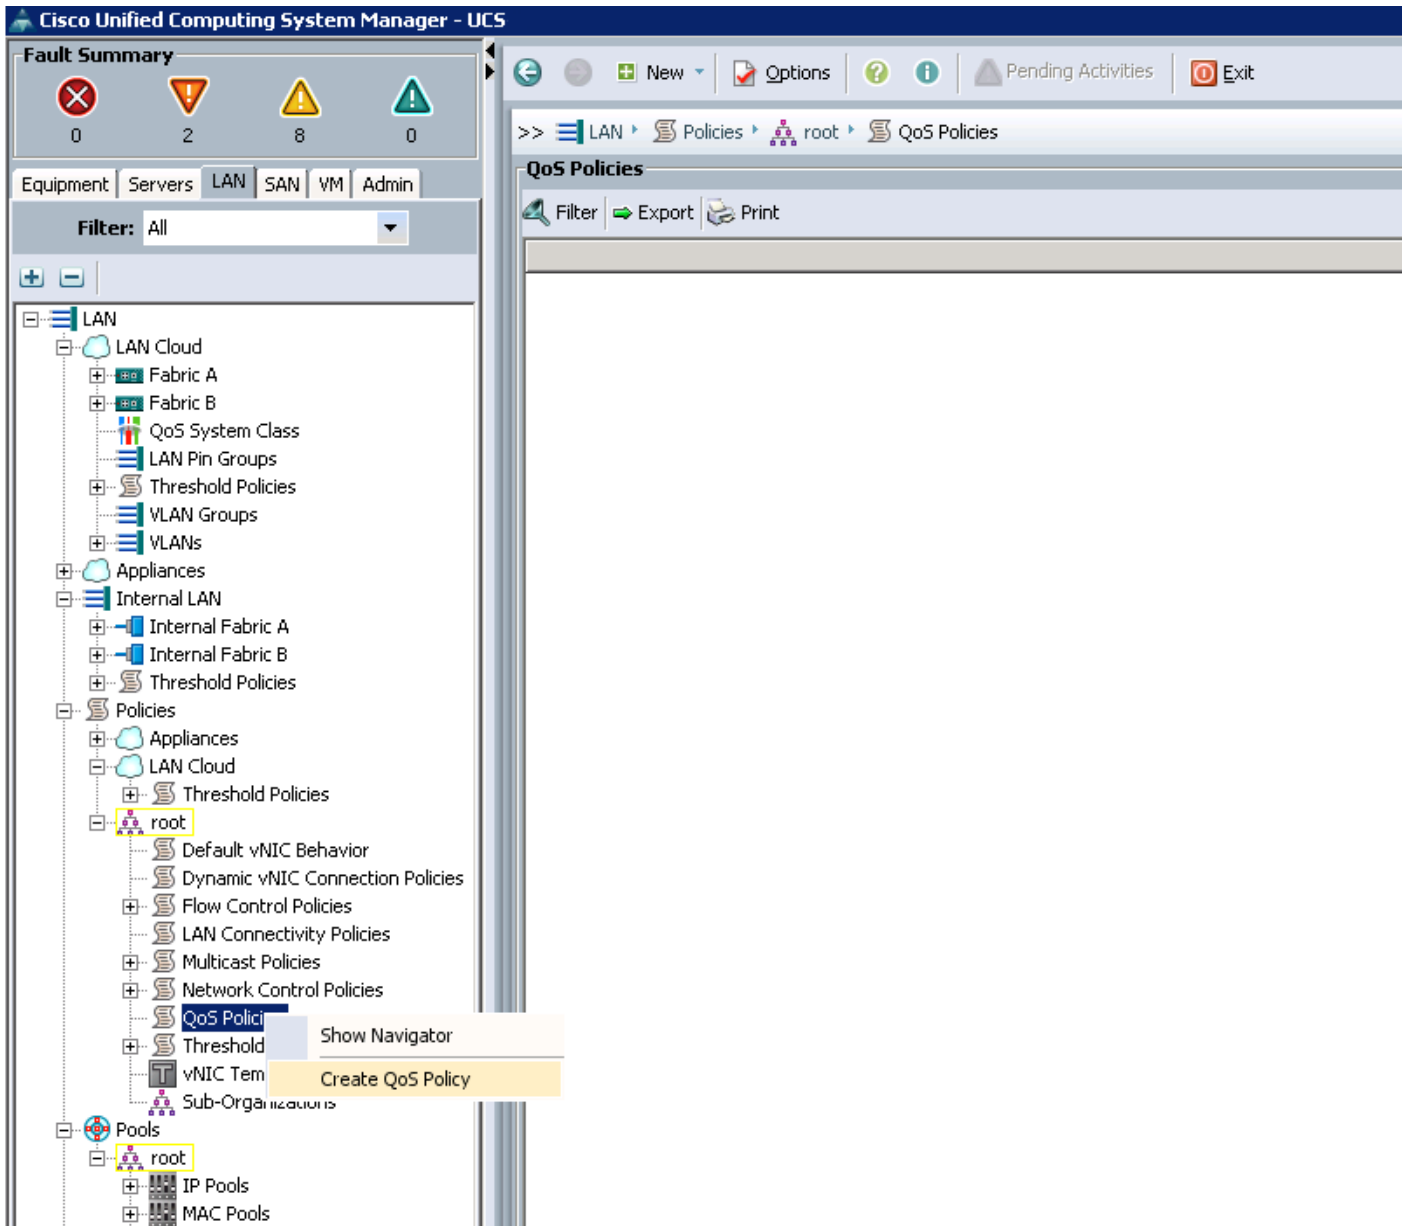 Cisco Unified Computing System Manager - UCS
Fault Summary
0 2 8 0
New Options Pending Activities Exit
>> LAN Policies root QoS Policies
Equipment Servers LAN SAN VM Admin
Filter: All
QoS Policies
Filter Export Print
LAN
LAN Cloud
Fabric A
Fabric B
QoS System Class
LAN Pin Groups
Threshold Policies
VLAN Groups
VLANs
Appliances
Internal LAN
Internal Fabric A
Internal Fabric B
Threshold Policies
Policies
Appliances
LAN Cloud
Threshold Policies
root
Default vNIC Behavior
Dynamic vNIC Connection Policies
Flow Control Policies
LAN Connectivity Policies
Multicast Policies
Network Control Policies
QoS Polici
Show Navigator
Threshold
vNIC Tem
Create QoS Policy
Sub-Organizations
Pools
root
IP Pools
MAC Pools